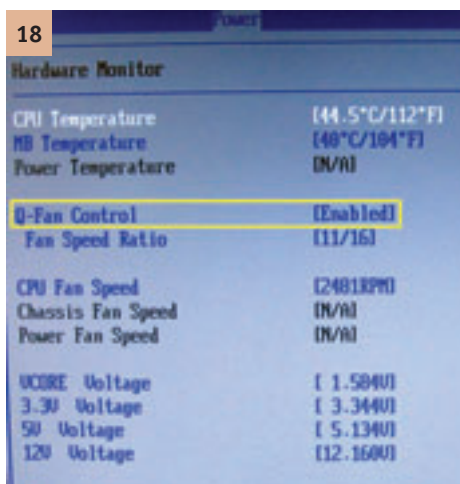 Power
18
Hardware Monitor
CPU Temperature [44.5°C/112°F]
MB Temperature [40°C/104°F]
Power Temperature [N/A]
Q-Fan Control [Enabled]
Fan Speed Ratio [11/16]
CPU Fan Speed [2481RPM]
Chassis Fan Speed [N/A]
Power Fan Speed [N/A]
VCORE Voltage [ 1.584V]
3.3V Voltage [ 3.344V]
5V Voltage [ 5.134V]
12V Voltage [12.160V]